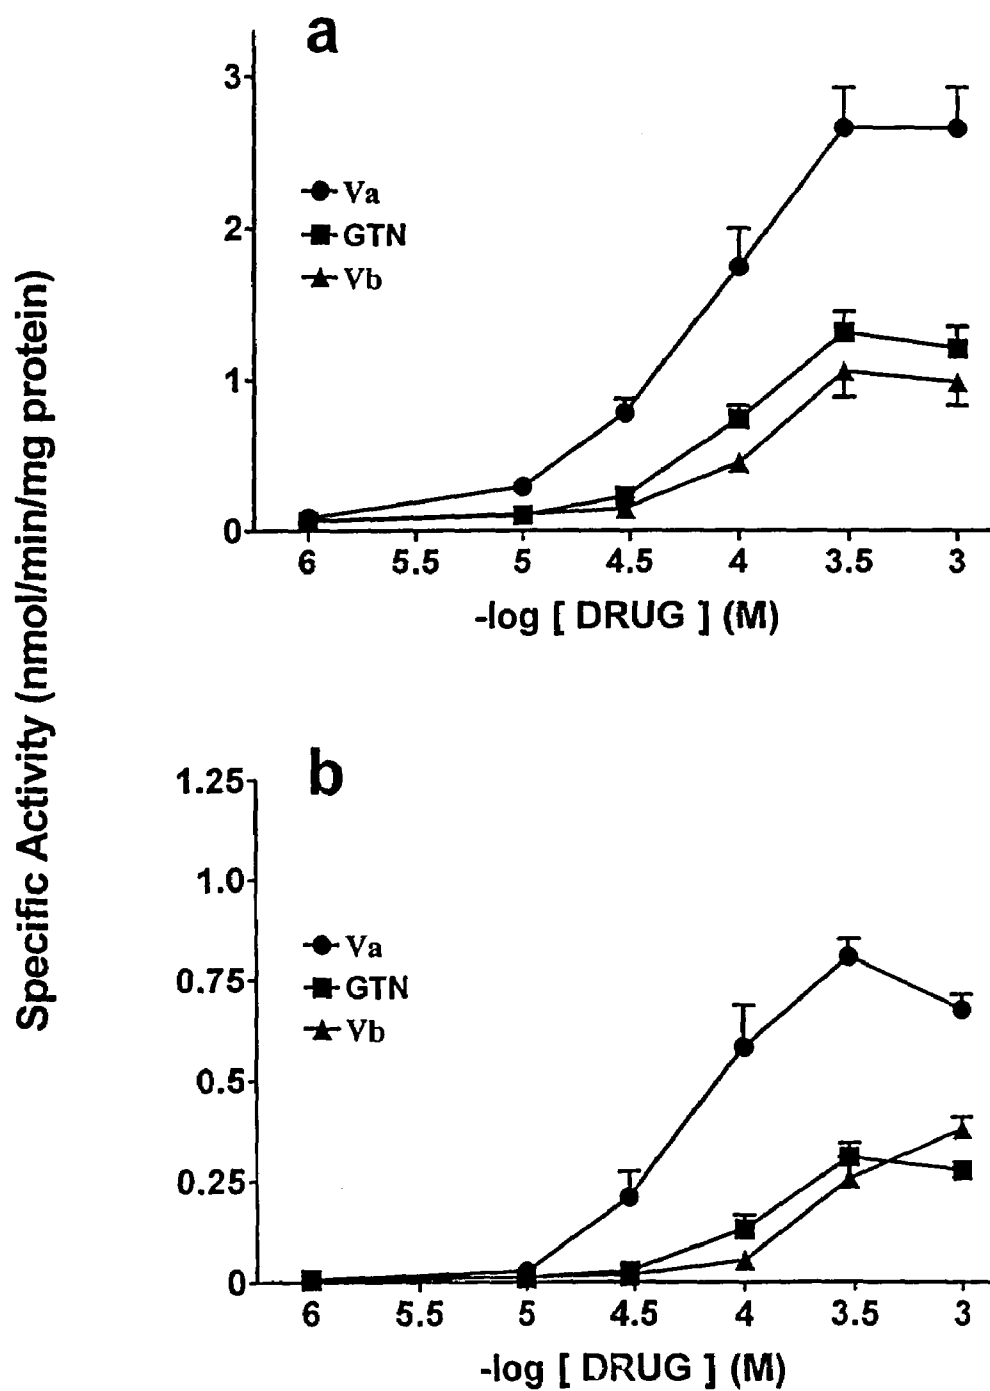 Specific Activity (nmol/min/mg protein)
a
3
2
1
0
Va
GTN
Vb
6 5.5 5 4.5 4 3.5 3
-log [ DRUG ] (M)
b
1.25
1.0
0.75
0.5
0.25
0
Va
GTN
Vb
6 5.5 5 4.5 4 3.5 3
-log [ DRUG ] (M)